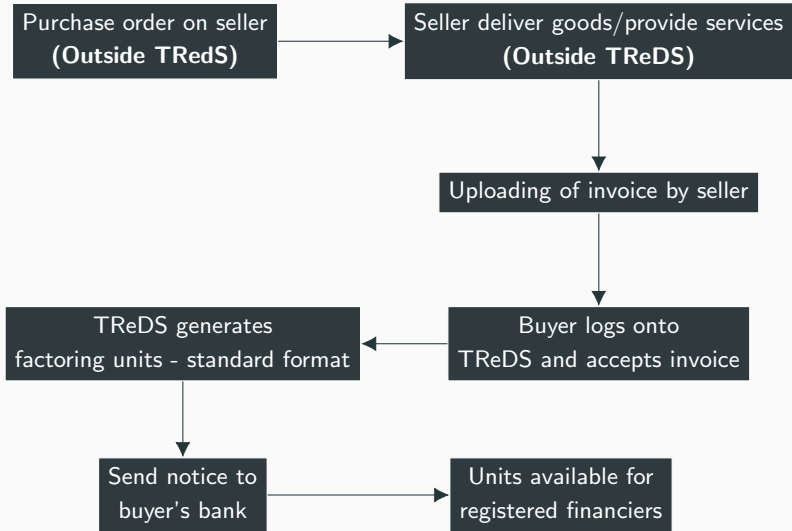 Purchase order on seller
(Outside TRedS)
Seller deliver goods/provide services
(Outside TReDS)
Uploading of invoice by seller
Buyer logs onto
TReDS and accepts invoice
TReDS generates
factoring units - standard format
Send notice to
buyer's bank
Units available for
registered financiers